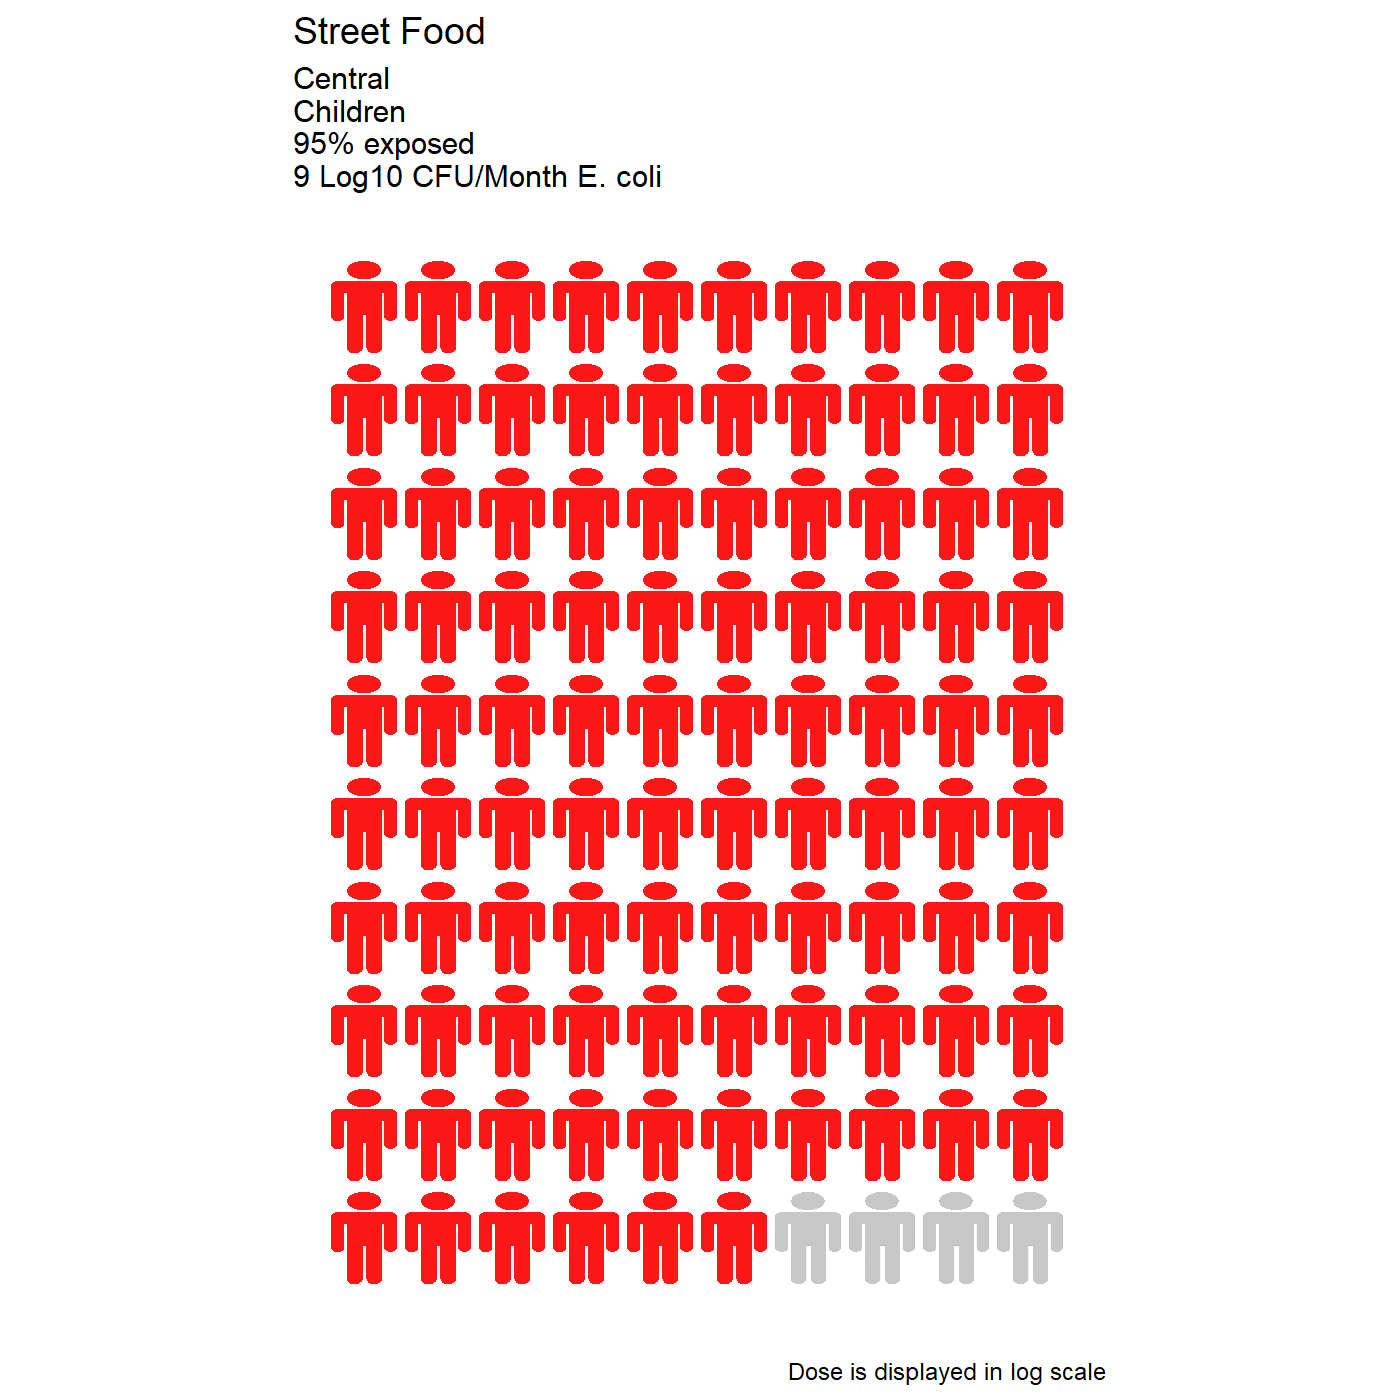 Street Food
Central
Children
95% exposed
9 Log10 CFU/Month E. coli
Dose is displayed in log scale